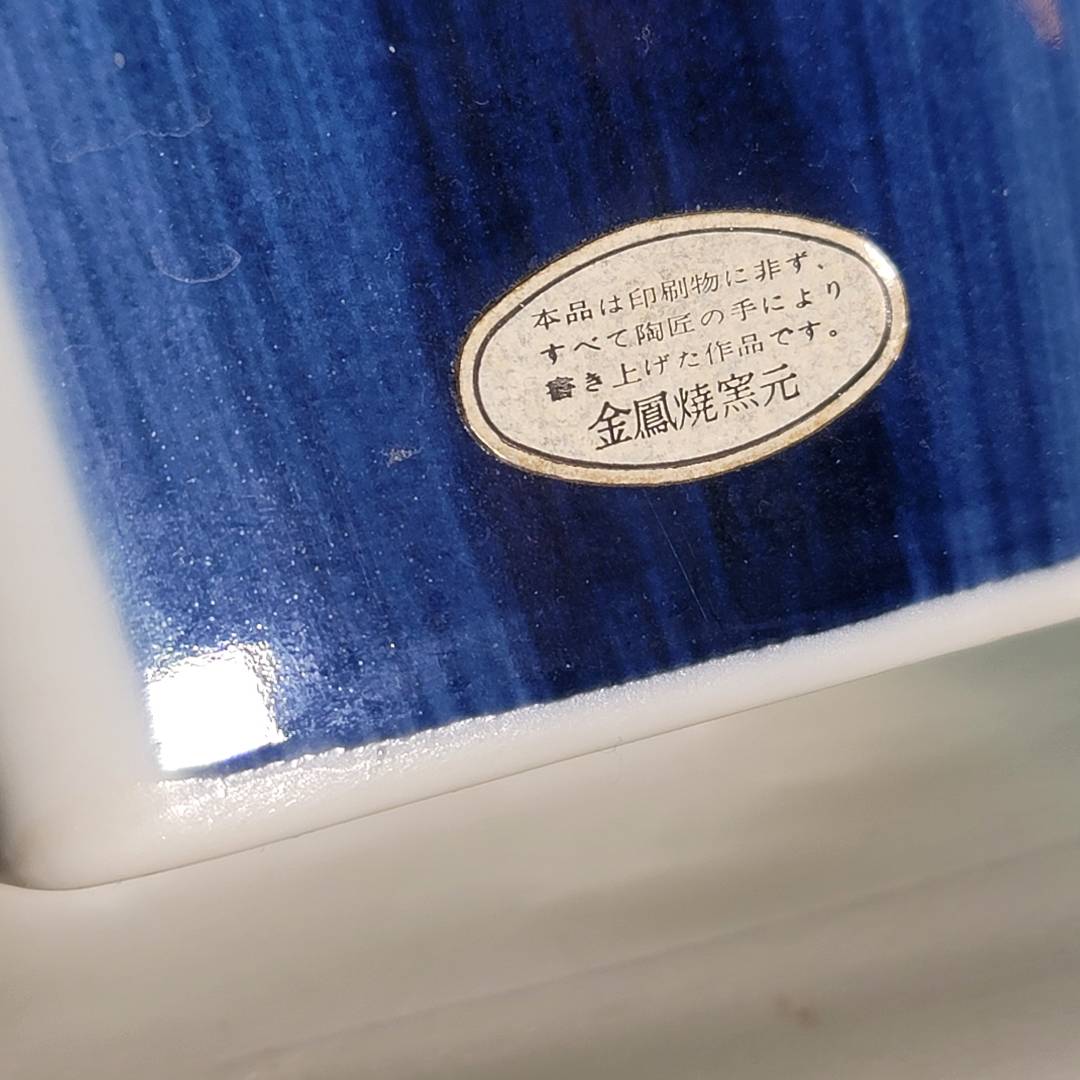 本品は印刷物に非ず、
すべて陶匠の手により
書き上げた作品です。
金鳳焼窯元